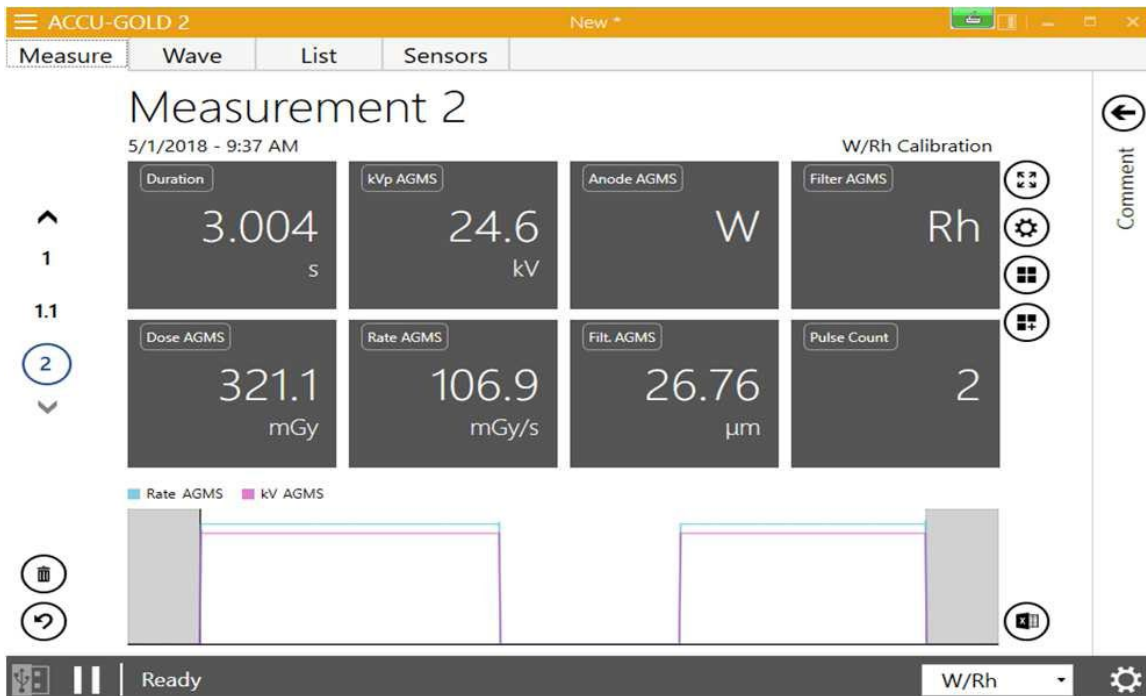 ACCU-GOLD 2 New *
Measure Wave List Sensors
Measurement 2
5/1/2018 - 9:37 AM W/Rh Calibration
Comment
Duration kVp AGMS Anode AGMS Filter AGMS
3.004 24.6 W Rh
s kV
1
1.1
2
Dose AGMS Rate AGMS Filt. AGMS Pulse Count
321.1 106.9 26.76 2
mGy mGy/s µm
Rate AGMS kV AGMS
Ready W/Rh